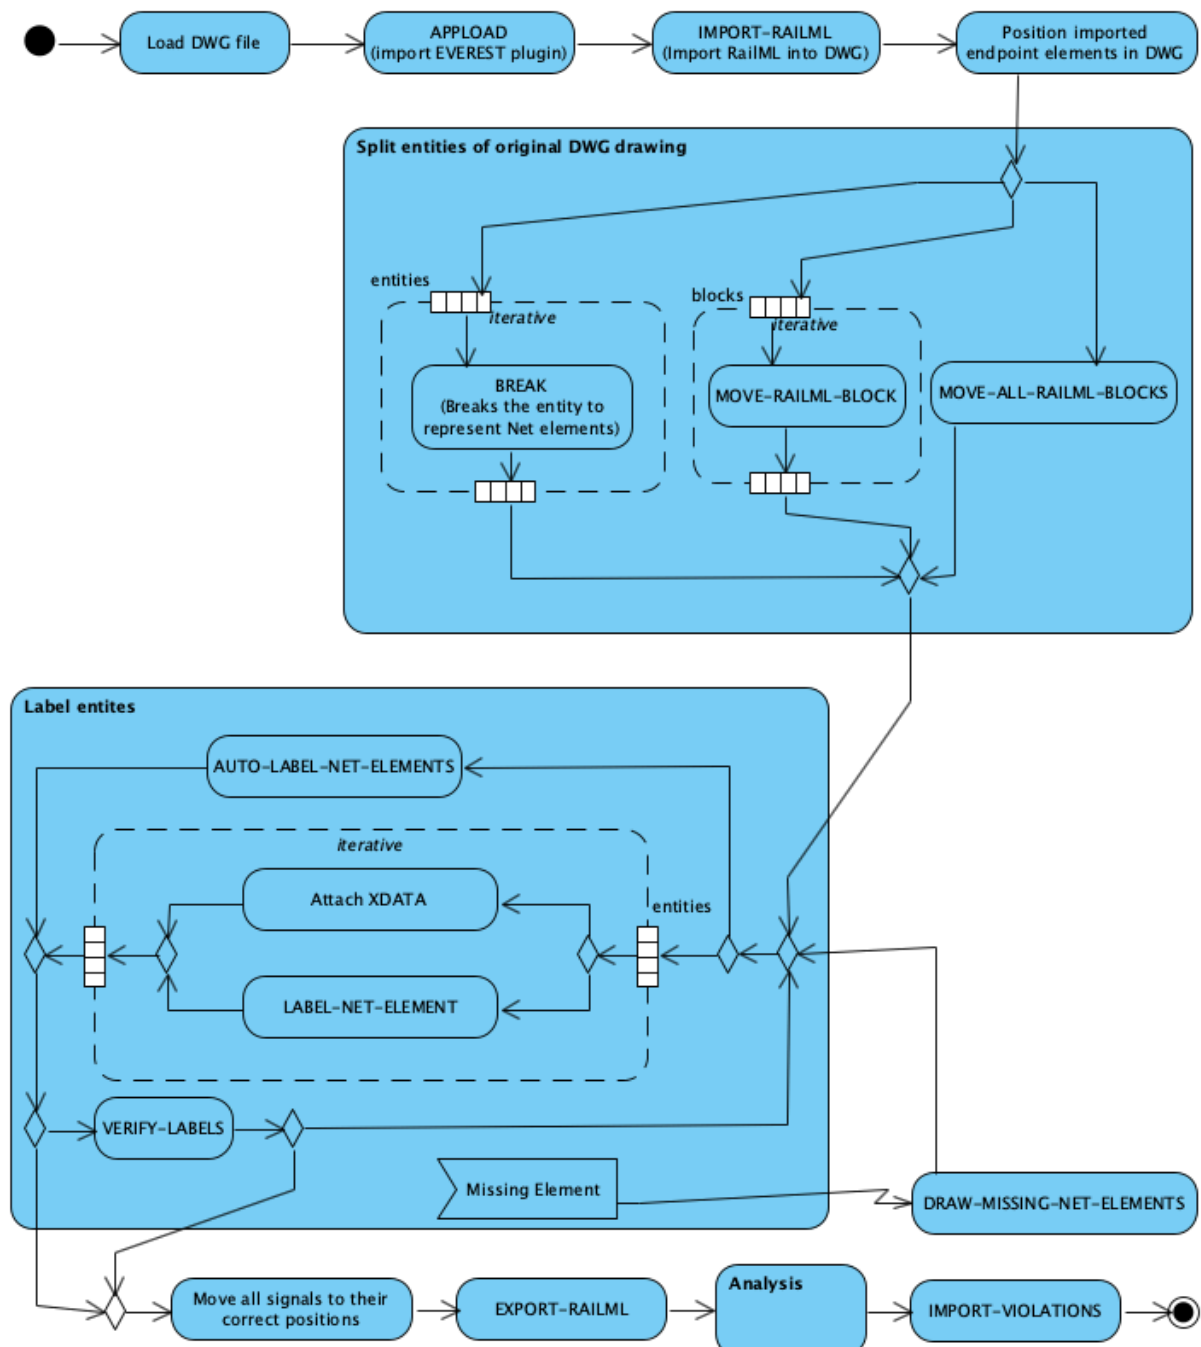 Load DWG file
APPLOAD
(import EVEREST plugin)
IMPORT-RAILML
(Import RailML into DWG)
Position imported
endpoint elements in DWG
Split entities of original DWG drawing
entities
iterative
BREAK
(Breaks the entity to
represent Net elements)
blocks
iterative
MOVE-RAILML-BLOCK
MOVE-ALL-RAILML-BLOCKS
Label entites
AUTO-LABEL-NET-ELEMENTS
iterative
Attach XDATA
entities
LABEL-NET-ELEMENT
VERIFY-LABELS
Missing Element
DRAW-MISSING-NET-ELEMENTS
Move all signals to their
correct positions
EXPORT-RAILML
Analysis
IMPORT-VIOLATIONS